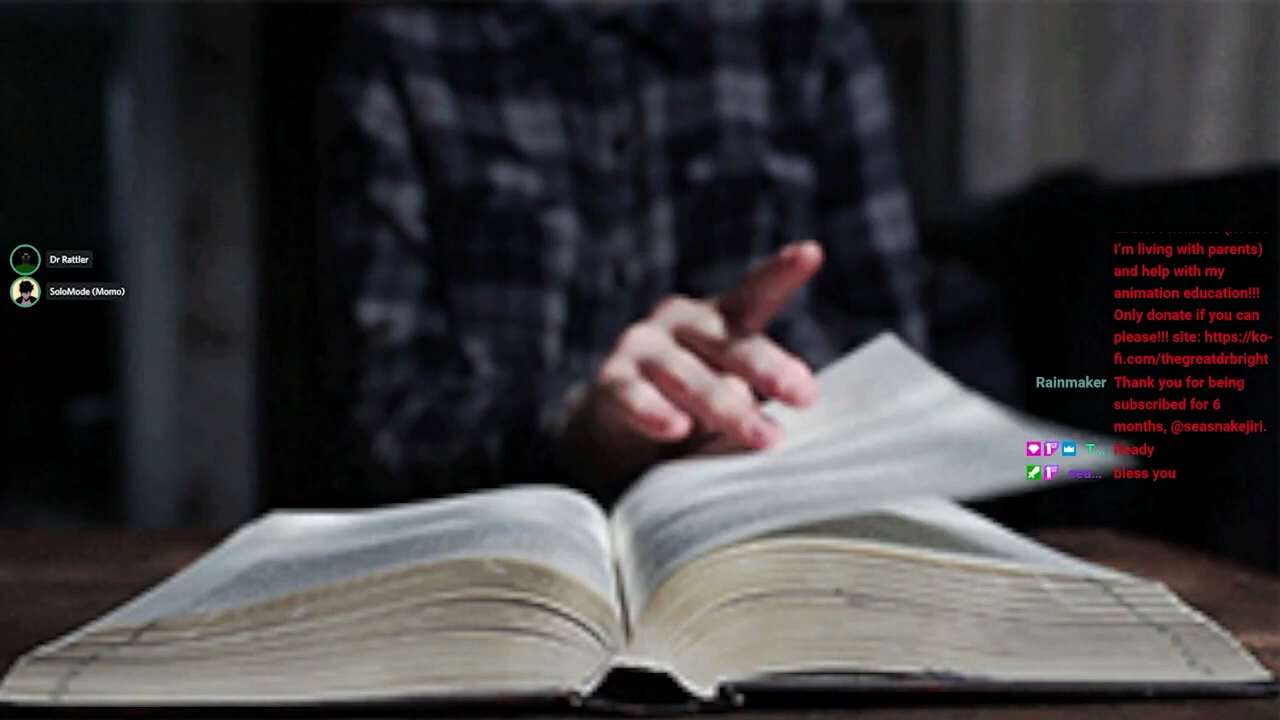 Dr Rattler
SoloMode (Momo)
I'm living with parents)
and help with my
animation education!!!
Only donate if you can
please!!! site: https://ko-
fi.com/thegreatdrbright
Rainmaker Thank you for being
subscribed for 6
months, @seasnakejiri.
T... Ready
sea... bless you